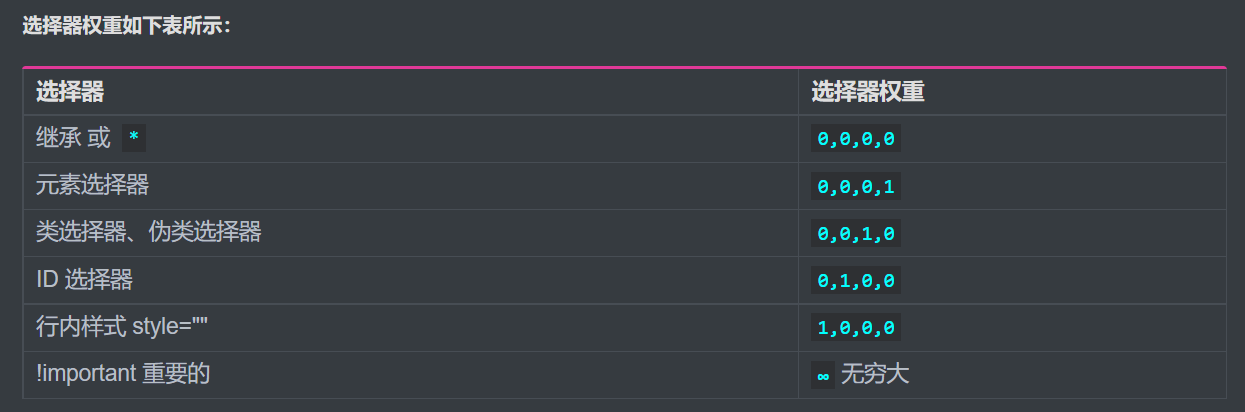 选择器权重如下表所示：
选择器 选择器权重
继承 或 * 0,0,0,0
元素选择器 0,0,0,1
类选择器、伪类选择器 0,0,1,0
ID 选择器 0,1,0,0
行内样式 style="" 1,0,0,0
!important 重要的 ∞ 无穷大